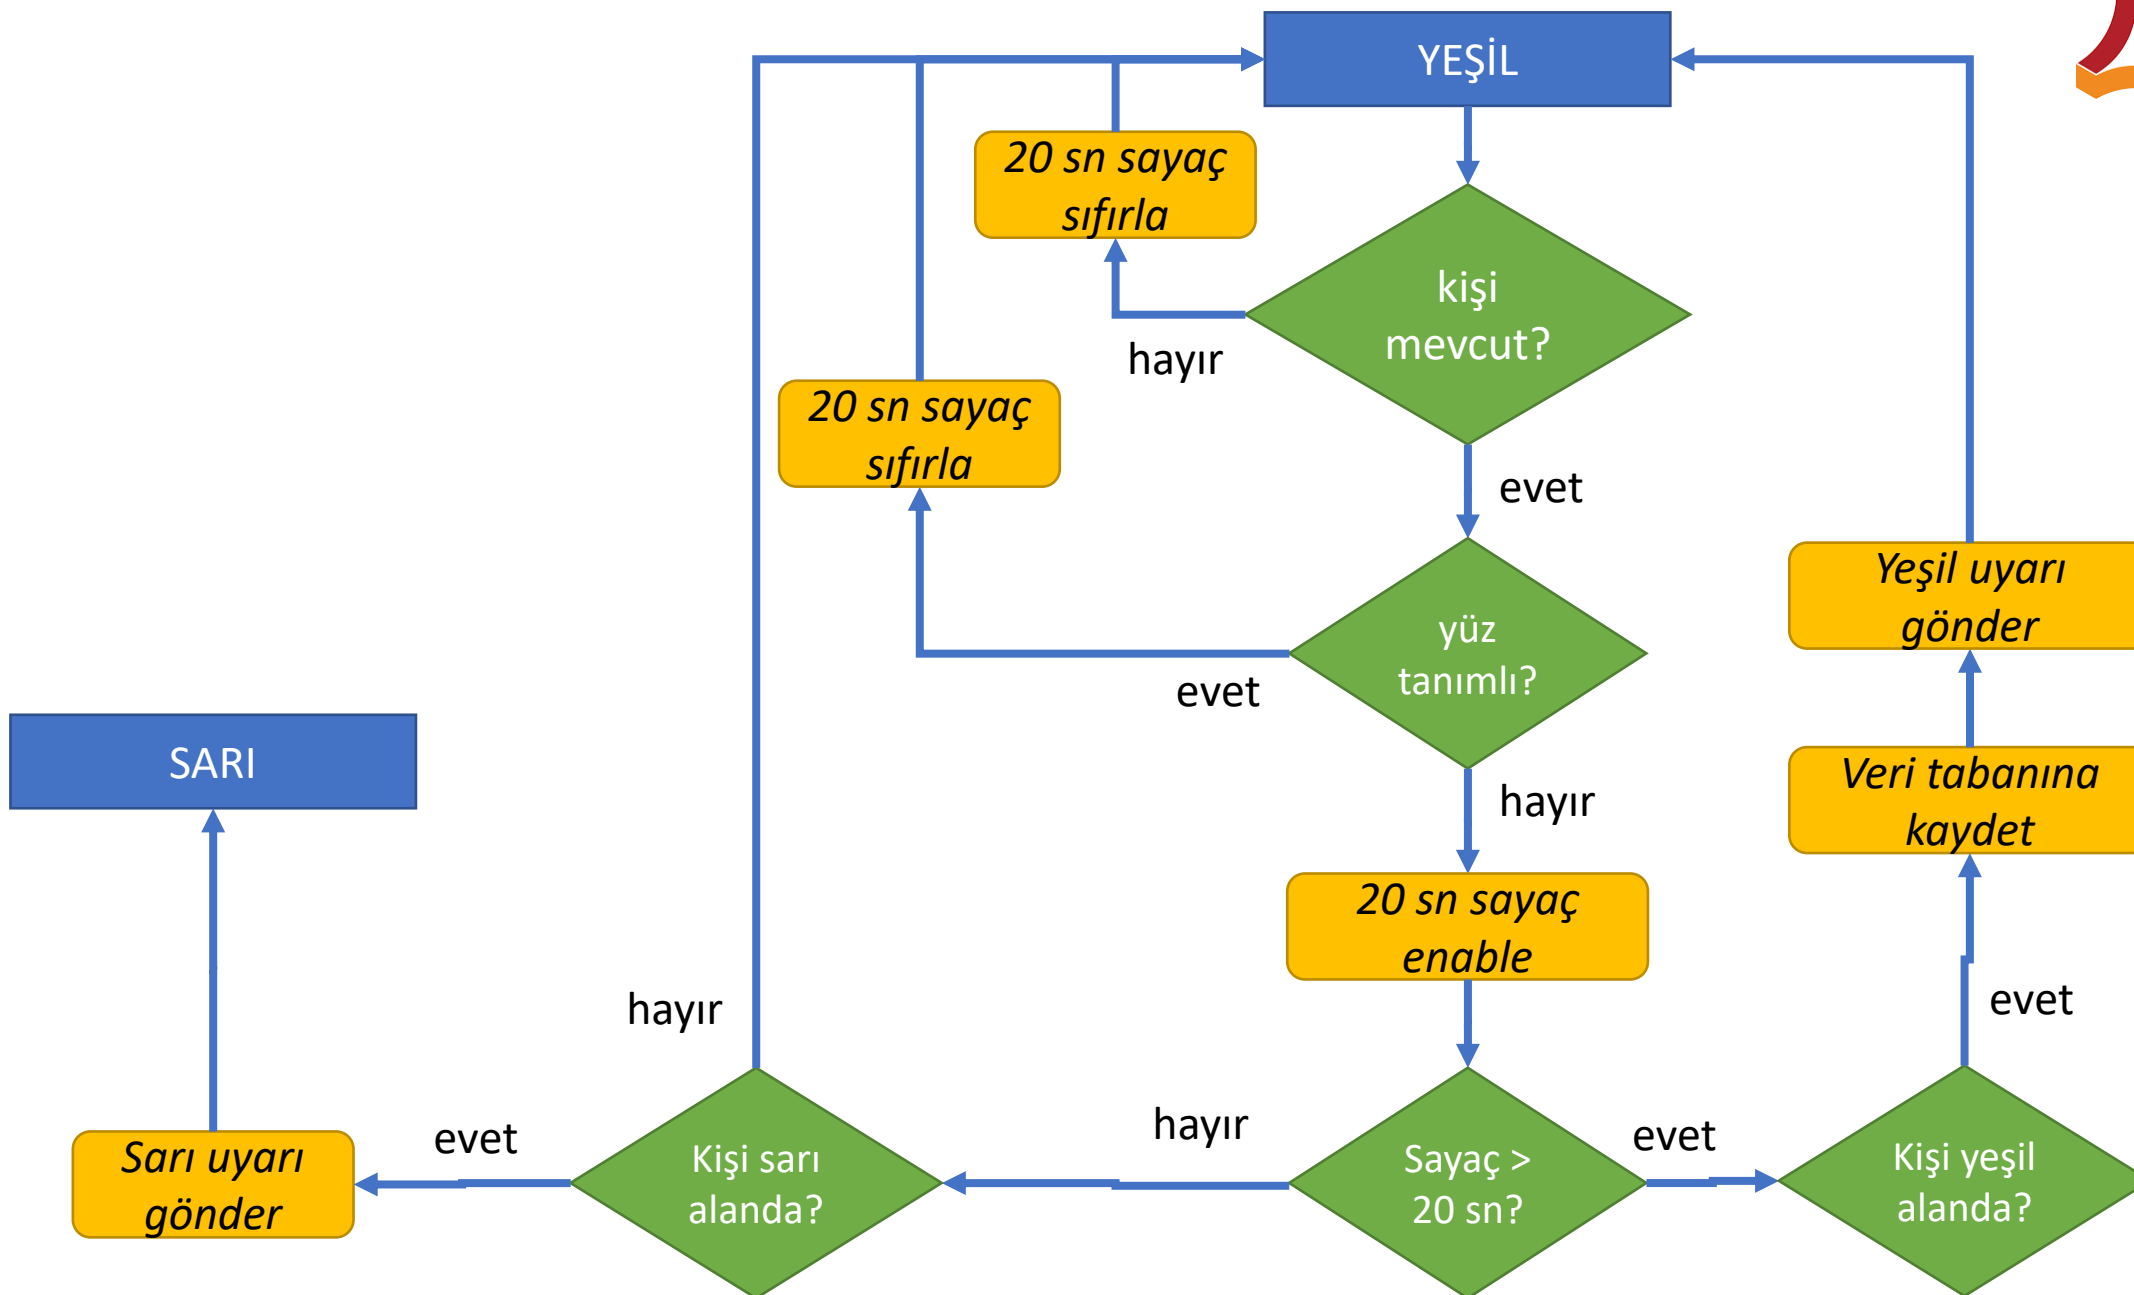 YEŞİL
20 sn sayaç
sıfırla
kişi
mevcut?
hayır
20 sn sayaç
sıfırla
evet
Yeşil uyarı
gönder
yüz
tanımlı?
evet
SARI
hayır
Veri tabanına
kaydet
20 sn sayaç
enable
hayır
evet
Sarı uyarı
gönder
evet
Kişi sarı
alanda?
hayır
Sayaç >
20 sn?
evet
Kişi yeşil
alanda?